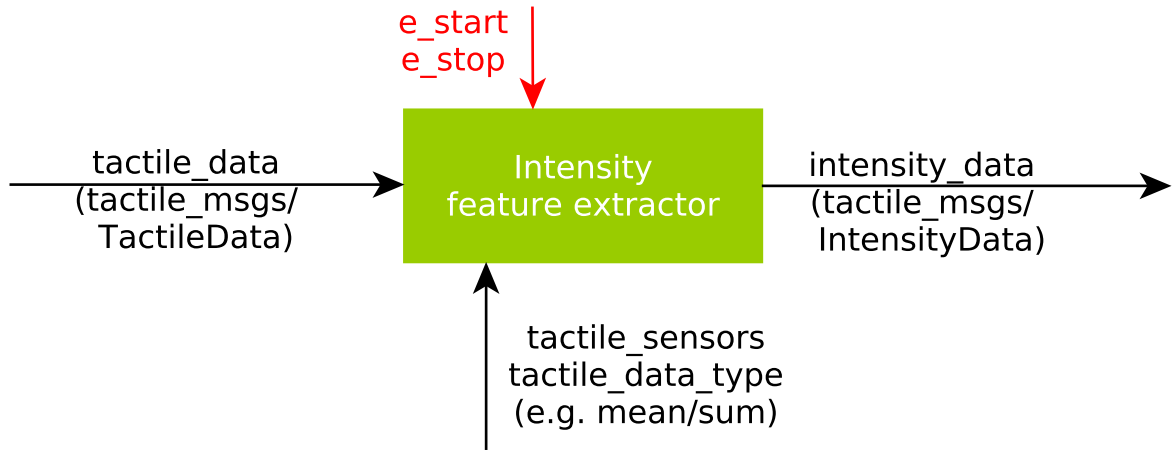 e_start
e_stop
tactile_data
(tactile_msgs/
TactileData)
Intensity
feature extractor
intensity_data
(tactile_msgs/
IntensityData)
tactile_sensors
tactile_data_type
(e.g. mean/sum)